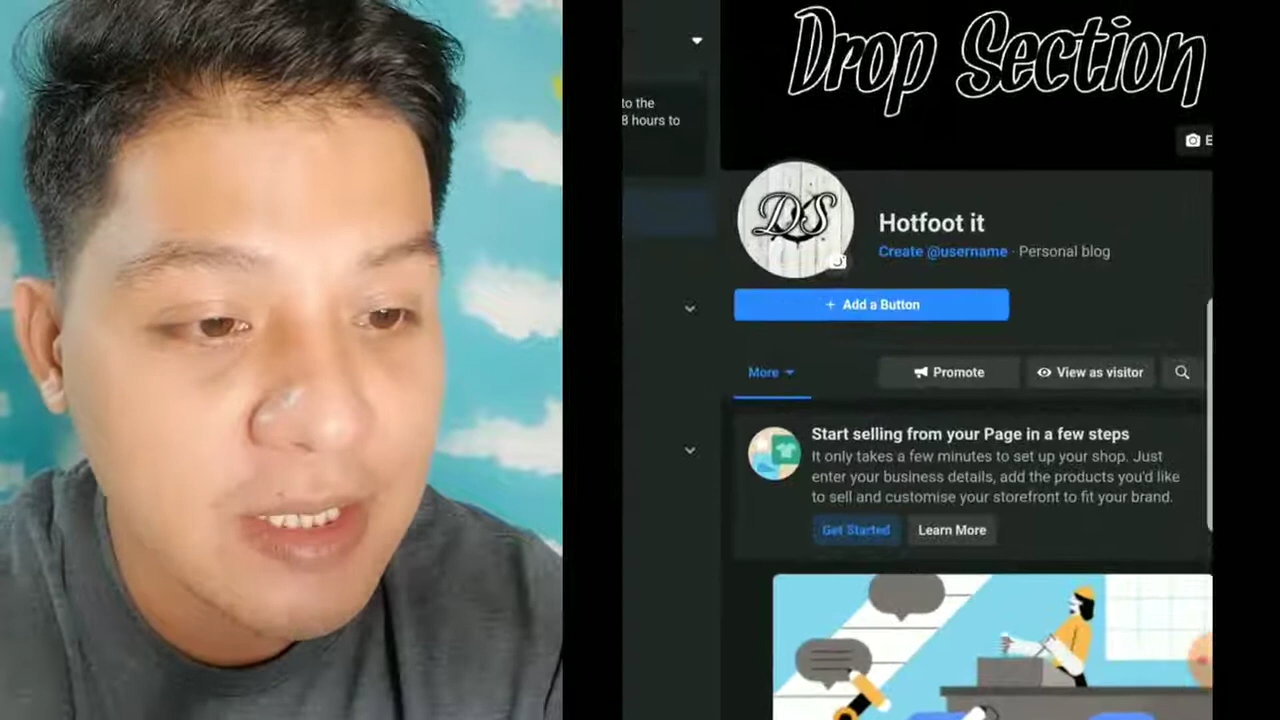 Drop Section
to the
8 hours to
E
DS
Hotfoot it
Create @username · Personal blog
+ Add a Button
More
Promote
View as visitor
Start selling from your Page in a few steps
It only takes a few minutes to set up your shop. Just
enter your business details, add the products you'd like
to sell and customise your storefront to fit your brand.
Get Started
Learn More